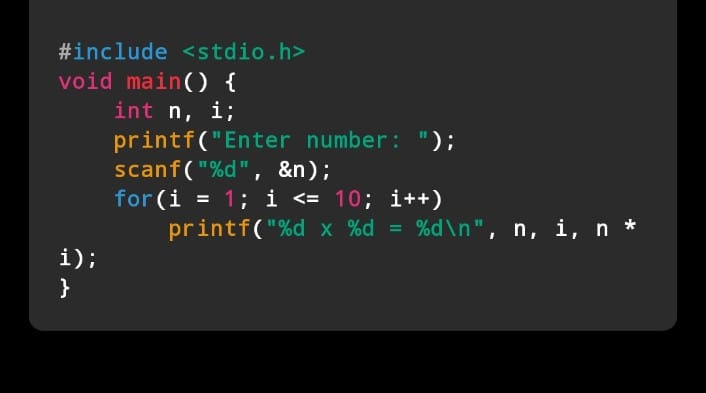 #include <stdio.h>
void main() {
    int n, i;
    printf("Enter number: ");
    scanf("%d", &n);
    for(i = 1; i <= 10; i++)
        printf("%d x %d = %d\n", n, i, n *
i);
}